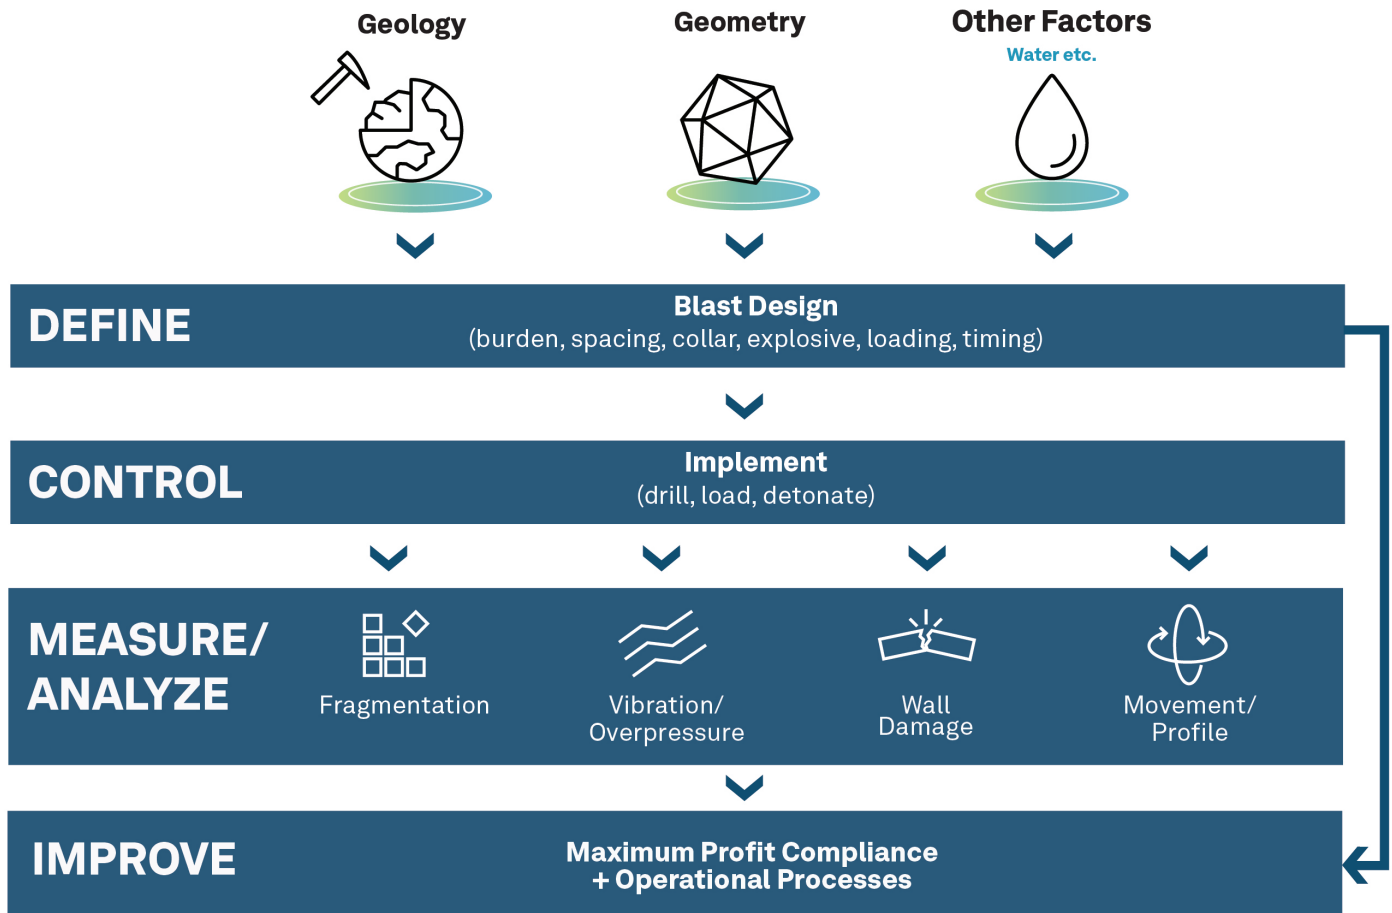 Geology
Geometry
Other Factors
Water etc.
DEFINE
Blast Design
(burden, spacing, collar, explosive, loading, timing)
CONTROL
Implement
(drill, load, detonate)
MEASURE/
ANALYZE
Fragmentation
Vibration/
Overpressure
Wall
Damage
Movement/
Profile
IMPROVE
Maximum Profit Compliance
+ Operational Processes